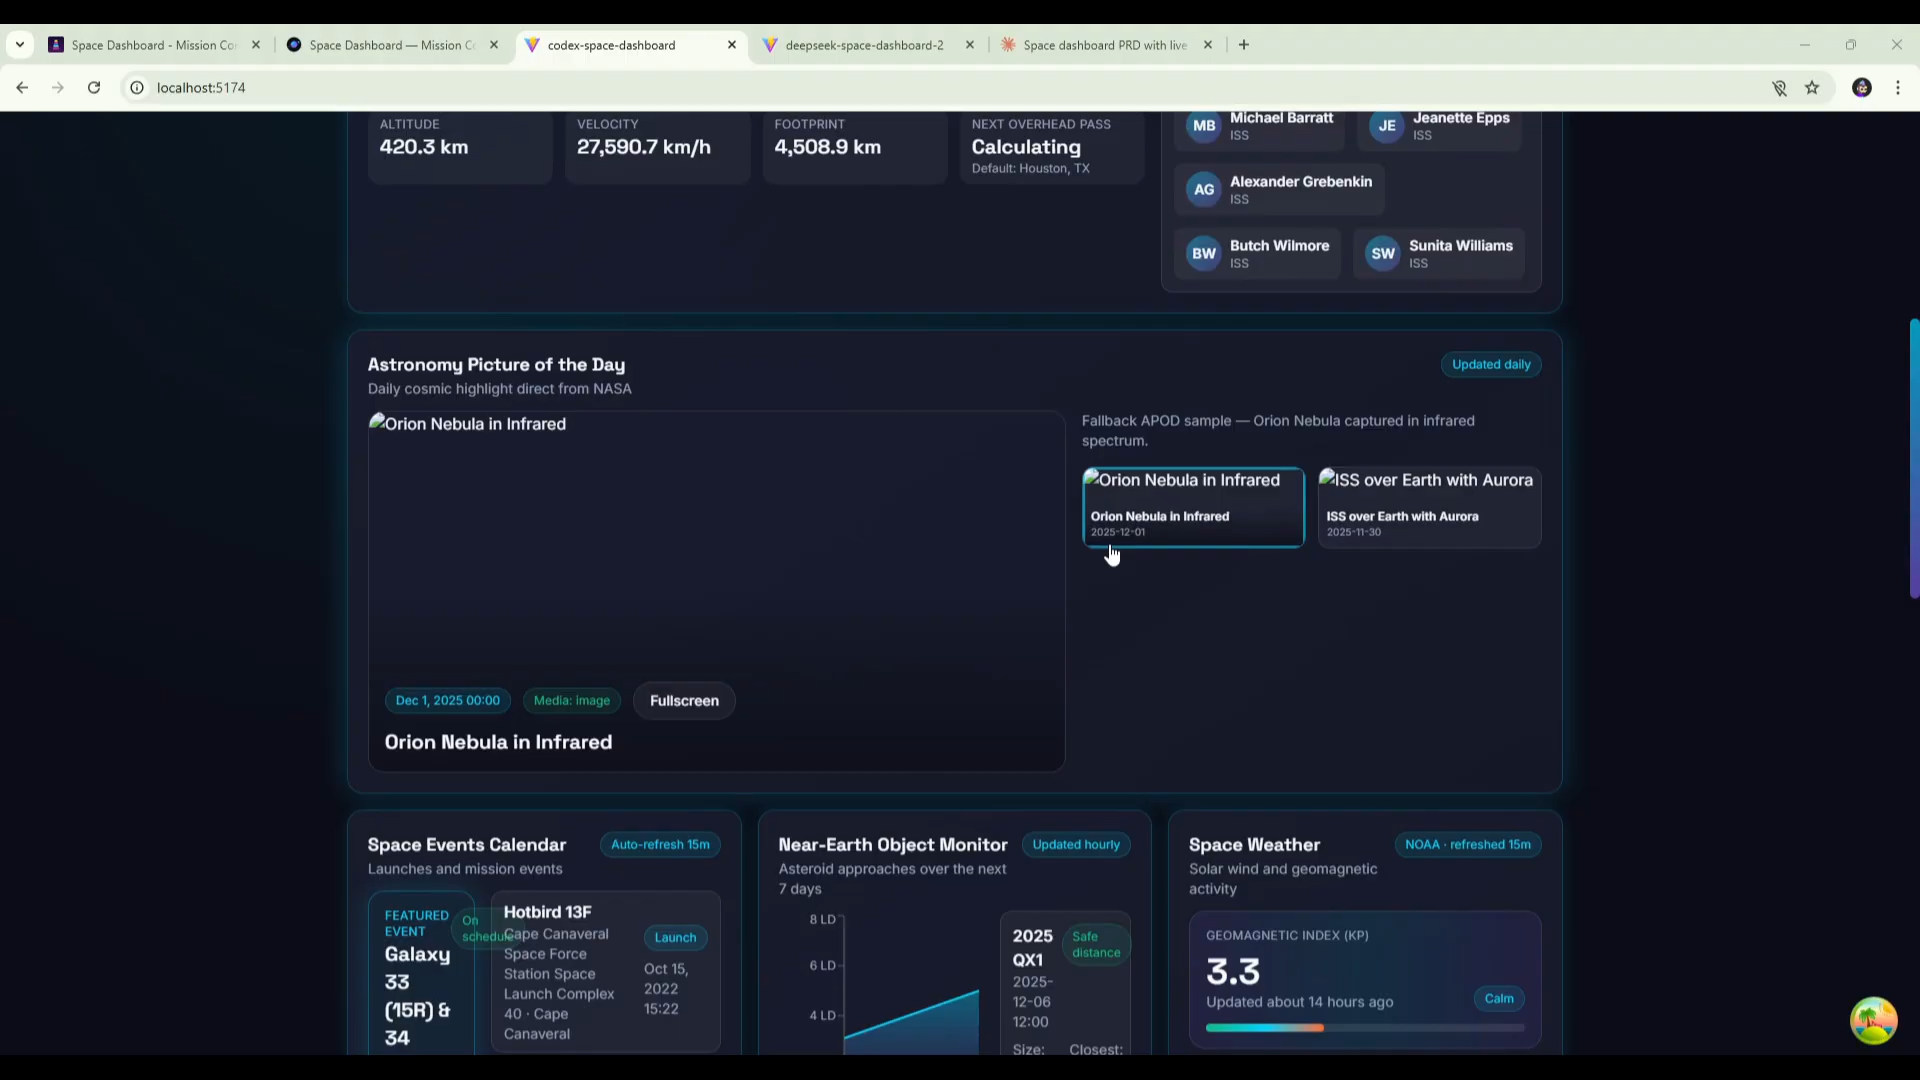 Space Dashboard - Mission Co
Space Dashboard — Mission C
codex-space-dashboard
deepseek-space-dashboard-2
Space dashboard PRD with live
localhost:5174
ALTITUDE
420.3 km
VELOCITY
27,590.7 km/h
FOOTPRINT
4,508.9 km
NEXT OVERHEAD PASS
Calculating
Default: Houston, TX
MB
Michael Barratt
ISS
JE
Jeanette Epps
ISS
AG
Alexander Grebenkin
ISS
BW
Butch Wilmore
ISS
SW
Sunita Williams
ISS
Astronomy Picture of the Day
Daily cosmic highlight direct from NASA
Updated daily
Orion Nebula in Infrared
Dec 1, 2025 00:00
Media: image
Fullscreen
Orion Nebula in Infrared
Fallback APOD sample — Orion Nebula captured in infrared
spectrum.
Orion Nebula in Infrared
Orion Nebula in Infrared
2025-12-01
ISS over Earth with Aurora
ISS over Earth with Aurora
2025-11-30
Space Events Calendar
Launches and mission events
Auto-refresh 15m
FEATURED
EVENT
Galaxy
33
(15R) &
34
On
schedule
Hotbird 13F
Cape Canaveral
Space Force
Station Space
Launch Complex
40 · Cape
Canaveral
Launch
Oct 15,
2022
15:22
Near-Earth Object Monitor
Asteroid approaches over the next
7 days
Updated hourly
8 LD
6 LD
4 LD
2025
QX1
2025-
12-06
12:00
Safe
distance
Size:
Closest:
Space Weather
Solar wind and geomagnetic
activity
NOAA · refreshed 15m
GEOMAGNETIC INDEX (KP)
3.3
Updated about 14 hours ago
Calm